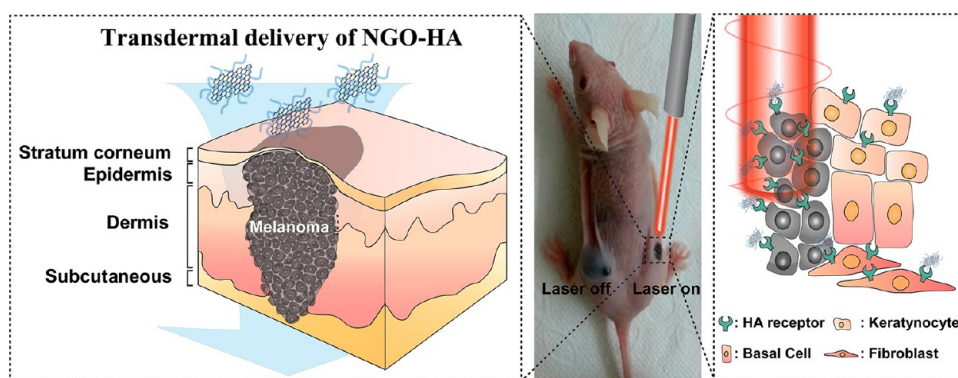 Transdermal delivery of NGO-HA
Stratum corneum
Epidermis
Dermis
Subcutaneous
Melanoma
Laser off
Laser on
: HA receptor
: Keratynocyte
: Basal Cell
: Fibroblast